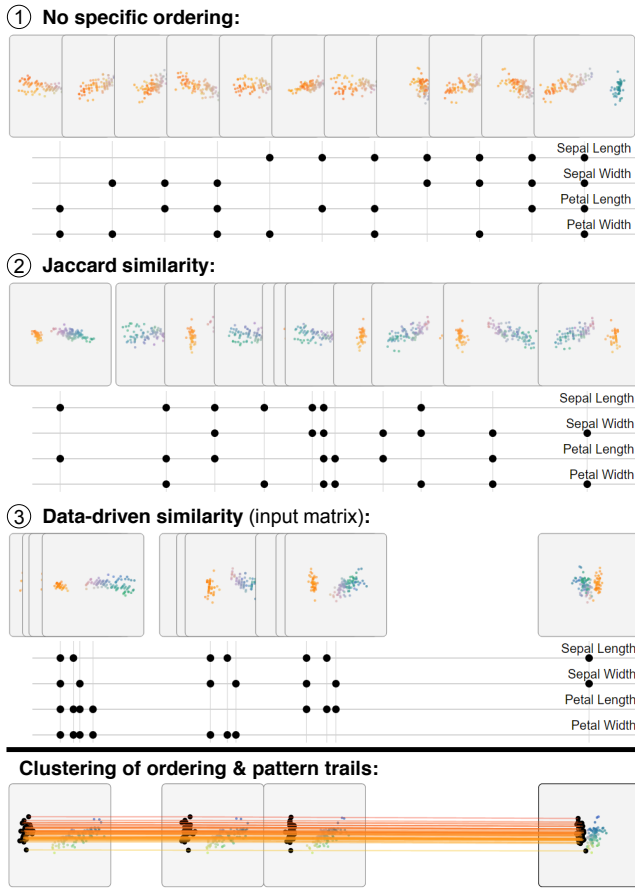 ① No specific ordering:
Sepal Length
Sepal Width
Petal Length
Petal Width
② Jaccard similarity:
Sepal Length
Sepal Width
Petal Length
Petal Width
③ Data-driven similarity (input matrix):
Sepal Length
Sepal Width
Petal Length
Petal Width
Clustering of ordering & pattern trails: